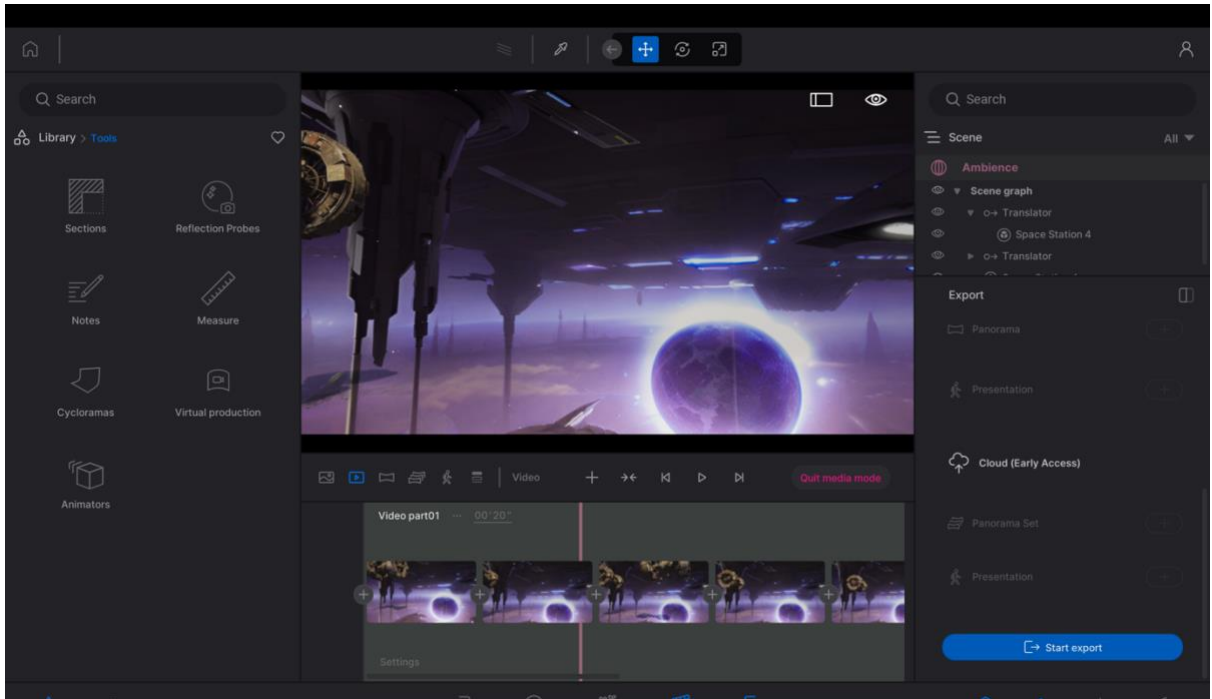 Search
Library > Tools
Sections
Reflection Probes
Notes
Measure
Cycloramas
Virtual production
Animators
Video
Quit media mode
Video part01 ... 00'20"
Settings
Search
Scene
All
Ambience
Scene graph
Translator
Space Station 4
Translator
Export
Panorama
Presentation
Cloud (Early Access)
Panorama Set
Presentation
Start export